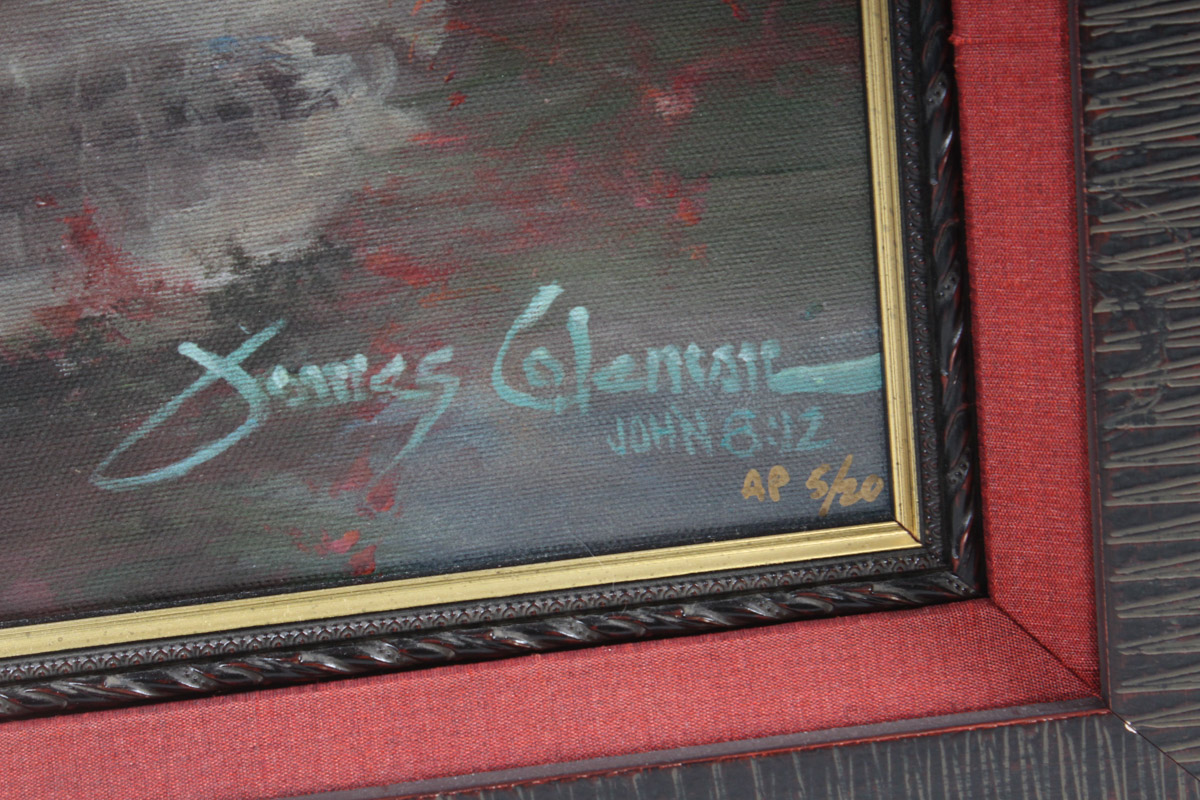 James Coleman
JOHN 8:12
AP 5/20